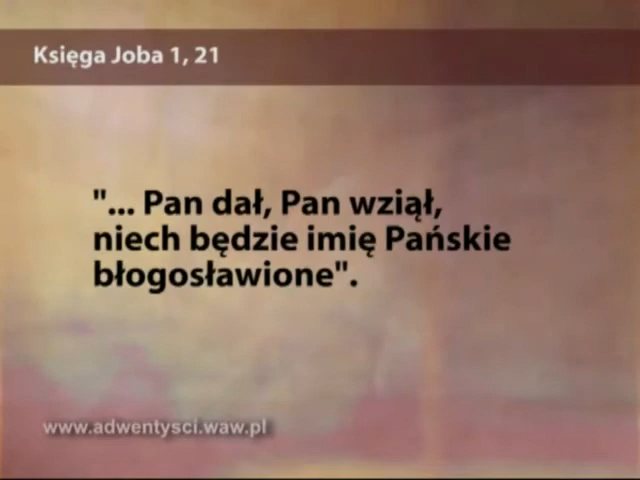 Księga Joba 1, 21
"... Pan dał, Pan wziął,
niech będzie imię Pańskie
błogosławione".
www.adwentysci.waw.pl